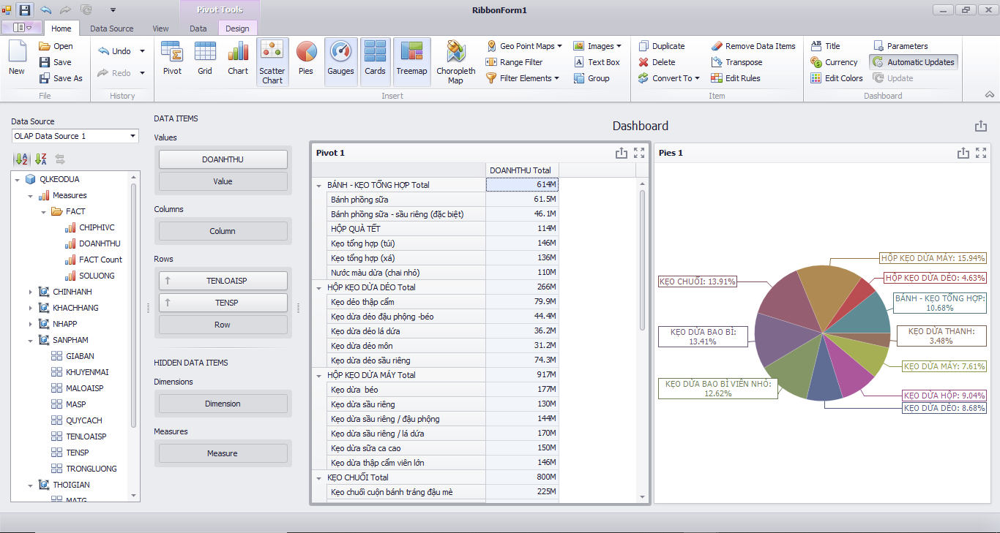 Pivot Tools
RibbonForm1
Home
Data Source
View
Data
Design
New
Open
Save
Save As
File
Undo
Redo
History
Pivot
Grid
Chart
Scatter
Chart
Pies
Gauges
Cards
Treemap
Choropleth
Map
Geo Point Maps
Range Filter
Filter Elements
Images
Text Box
Group
Insert
Duplicate
Delete
Convert To
Remove Data Items
Transpose
Edit Rules
Item
Title
Currency
Edit Colors
Parameters
Automatic Updates
Update
Dashboard
Data Source
OLAP Data Source 1
QLKEODUA
Measures
FACT
CHIPHIVC
DOANHTHU
FACT Count
SOLUONG
CHINHANH
KHACHHANG
NHAPP
SANPHAM
GIABAN
KHUYENMAI
MALOAISP
MASP
QUYCACH
TENLOAISP
TENSP
TRONGLUONG
THOIGIAN
MATG
DATA ITEMS
Values
DOANHTHU
Value
Columns
Column
Rows
TENLOAISP
TENSP
Row
HIDDEN DATA ITEMS
Dimensions
Dimension
Measures
Measure
Dashboard
Pivot 1
DOANHTHU Total
BÁNH - KẸO TỔNG HỢP Total 614M
Bánh phồng sữa 61.5M
Bánh phồng sữa - sầu riêng (đặc biệt) 46.1M
HỘP QUÀ TẾT 114M
Kẹo tổng hợp (túi) 146M
Kẹo tổng hợp (xá) 136M
Nước màu dừa (chai nhỏ) 110M
HỘP KẸO DỪA DẺO Total 266M
Kẹo dẻo thập cẩm 79.9M
Kẹo dừa dẻo đậu phộng -béo 44.4M
Kẹo dừa dẻo lá dứa 36.2M
Kẹo dừa dẻo môn 31.2M
Kẹo dừa dẻo sầu riêng 74.3M
HỘP KẸO DỪA MÁY Total 917M
Kẹo dừa  béo 177M
Kẹo dừa sầu riêng 130M
Kẹo dừa sầu riêng / đậu phộng 144M
Kẹo dừa sầu riêng / lá dứa 170M
Kẹo dừa sữa ca cao 150M
Kẹo dừa thập cẩm viên lớn 146M
KẸO CHUỐI Total 800M
Kẹo chuối cuộn bánh tráng đậu mè 225M
Pies 1
HỘP KẸO DỪA MÁY: 15.94%
HỘP KẸO DỪA DẺO: 4.63%
KẸO CHUỐI: 13.91%
BÁNH - KẸO TỔNG HỢP:
10.68%
KẸO DỪA BAO BÌ:
13.41%
KẸO DỪA THANH:
3.48%
KẸO DỪA MÁY: 7.61%
KẸO DỪA BAO BÌ VIÊN NHỎ:
12.62%
KẸO DỪA HỘP: 9.04%
KẸO DỪA DẺO: 8.68%